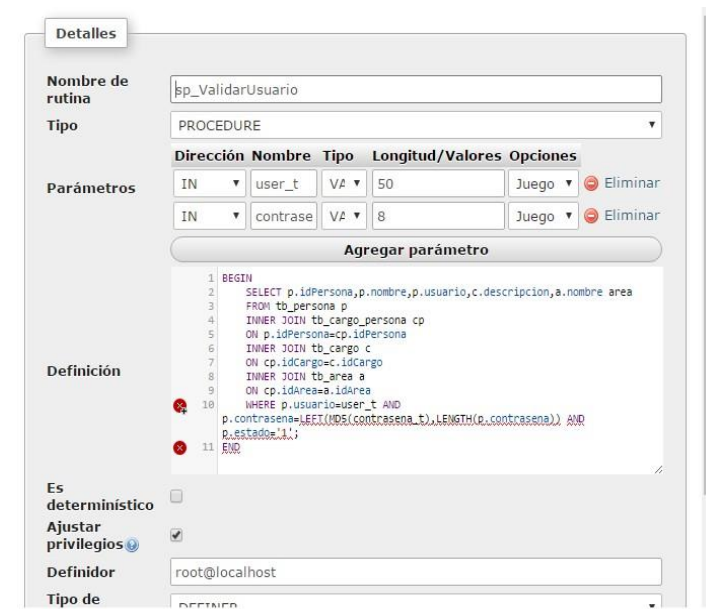 Detalles
Nombre de rutina
sp_ValidarUsuario
Tipo
PROCEDURE
Dirección Nombre Tipo Longitud/Valores Opciones
Parámetros
IN user_t VA 50 Juego Eliminar
IN contrase VA 8 Juego Eliminar
Agregar parámetro
Definición
1 BEGIN
2 SELECT p.idPersona,p.nombre,p.usuario,c.descripcion,a.nombre area
3 FROM tb_persona p
4 INNER JOIN tb_cargo_persona cp
5 ON p.idPersona=cp.idPersona
6 INNER JOIN tb_cargo c
7 ON cp.idCargo=c.idCargo
8 INNER JOIN tb_area a
9 ON cp.idArea=a.idArea
10 WHERE p.usuario=user_t AND
p.contrasena=LEFT(MD5(contrasena_t),LENGTH(p.contrasena)) AND
p.estado='1';
11 END
Es determinístico
Ajustar privilegios
Definidor
root@localhost
Tipo de
DEFINER